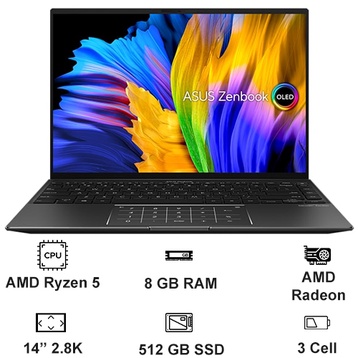 ASUS Zenbook OLED
CPU
AMD Ryzen 5
8 GB RAM
AMD
Radeon
14” 2.8K
512 GB SSD
3 Cell